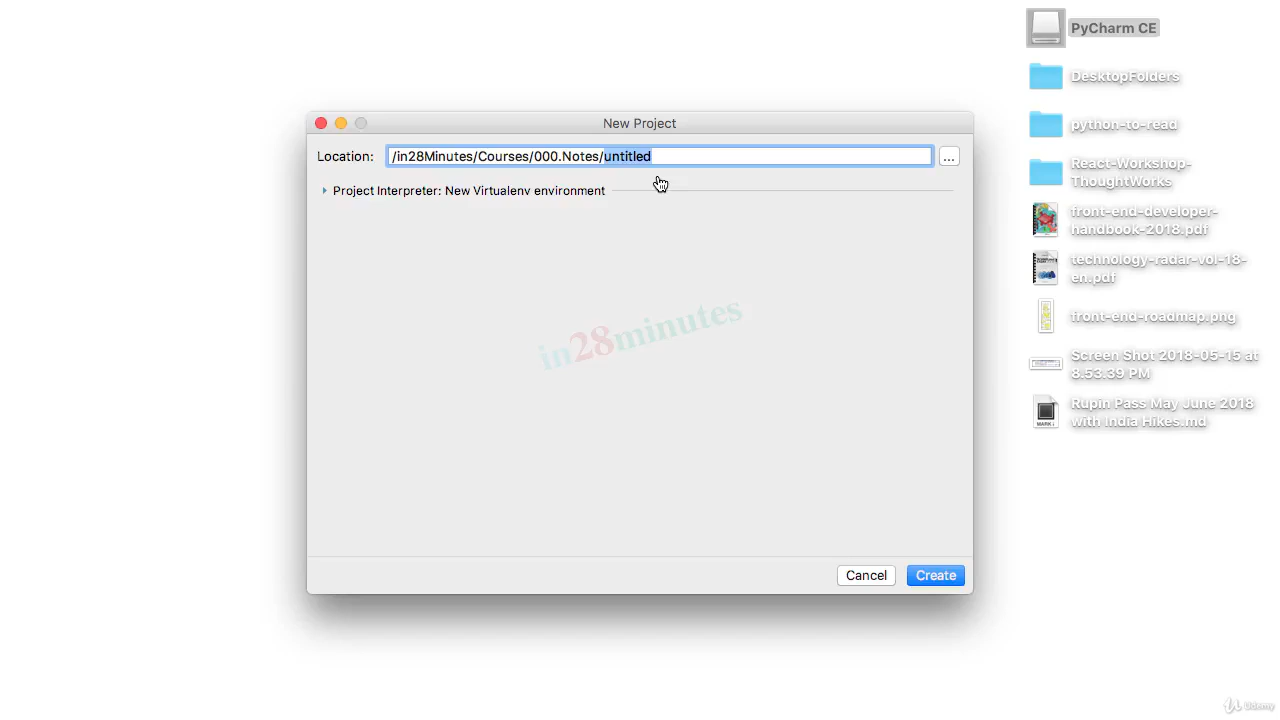 PyCharm CE
DesktopFolders
python-to-read
React-Workshop-
ThoughtWorks
front-end-developer-
handbook-2018.pdf
technology-radar-vol-18-
en.pdf
front-end-roadmap.png
Screen Shot 2018-05-15 at
8.53.39 PM
Rupin Pass May June 2018
with India Hikes.md
New Project
Location: /in28Minutes/Courses/000.Notes/untitled ...
Project Interpreter: New Virtualenv environment
in28minutes
Cancel Create
Udemy